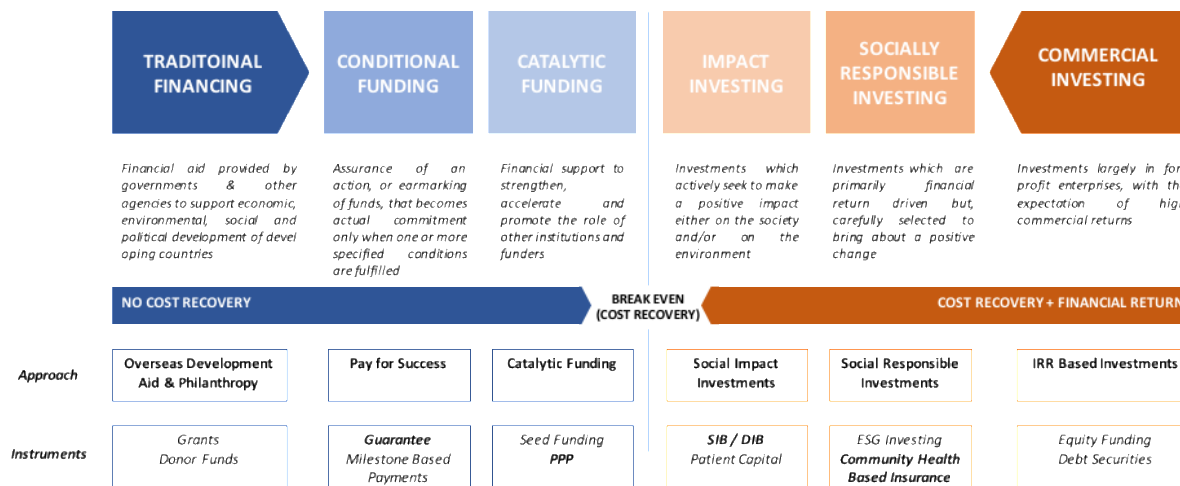 TRADITOINAL
FINANCING
CONDITIONAL
FUNDING
CATALYTIC
FUNDING
IMPACT
INVESTING
SOCIALLY
RESPONSIBLE
INVESTING
COMMERCIAL
INVESTING
Financial aid provided by
governments & other
agencies to support economic,
environmental, social and
political development of devel
oping countries
Assurance of an
action, or earmarking
of funds, that becomes
actual commitment
only when one or more
specified conditions
are fulfilled
Financial support to
strengthen,
accelerate and
promote the role of
other institutions and
funders
Investments which
actively seek to make
a positive impact
either on the society
and/or on the
environment
Investments which are
primarily financial
return driven but,
carefully selected to
bring about a positive
change
Investments largely in for
profit enterprises, with the
expectation of high
commercial returns
NO COST RECOVERY
BREAK EVEN
(COST RECOVERY)
COST RECOVERY + FINANCIAL RETURN
Approach
Overseas Development
Aid & Philanthropy
Pay for Success
Catalytic Funding
Social Impact
Investments
Social Responsible
Investments
IRR Based Investments
Instruments
Grants
Donor Funds
Guarantee
Milestone Based
Payments
Seed Funding
PPP
SIB / DIB
Patient Capital
ESG Investing
Community Health
Based Insurance
Equity Funding
Debt Securities